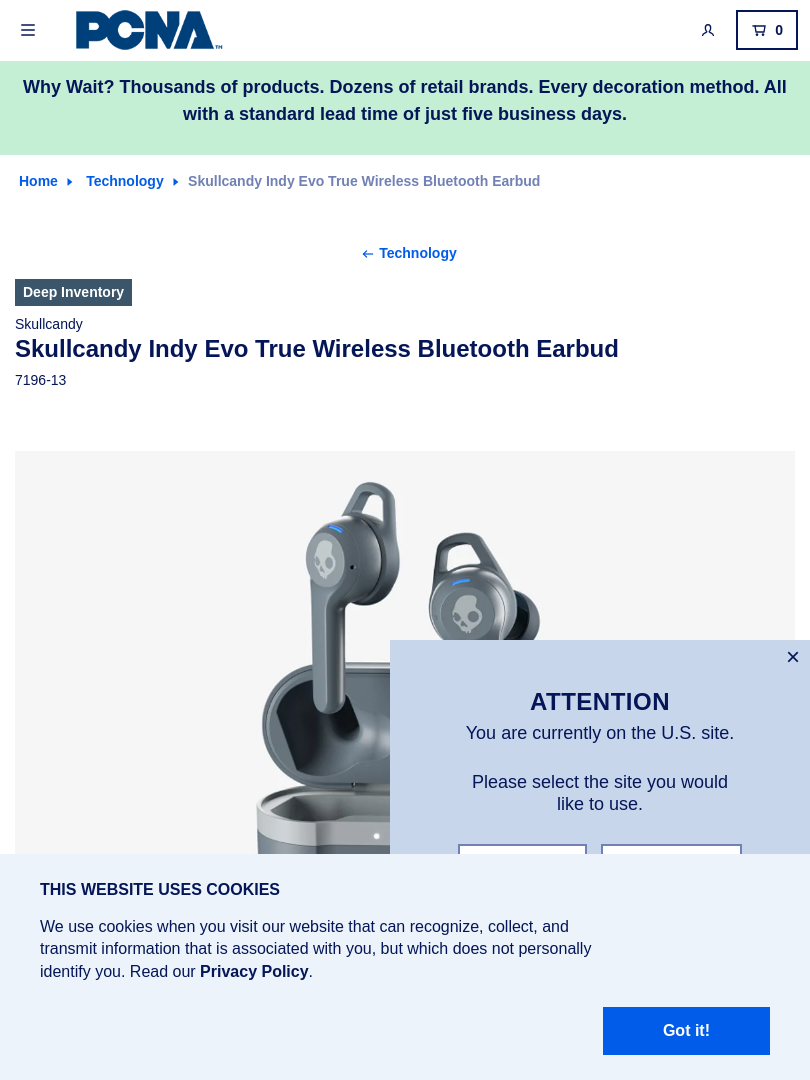 PCNA™
0
Why Wait? Thousands of products. Dozens of retail brands. Every decoration method. All
with a standard lead time of just five business days.
Home Technology Skullcandy Indy Evo True Wireless Bluetooth Earbud
Technology
Deep Inventory
Skullcandy
Skullcandy Indy Evo True Wireless Bluetooth Earbud
7196-13
ATTENTION
You are currently on the U.S. site.
Please select the site you would
like to use.
THIS WEBSITE USES COOKIES
We use cookies when you visit our website that can recognize, collect, and
transmit information that is associated with you, but which does not personally
identify you. Read our Privacy Policy.
Got it!